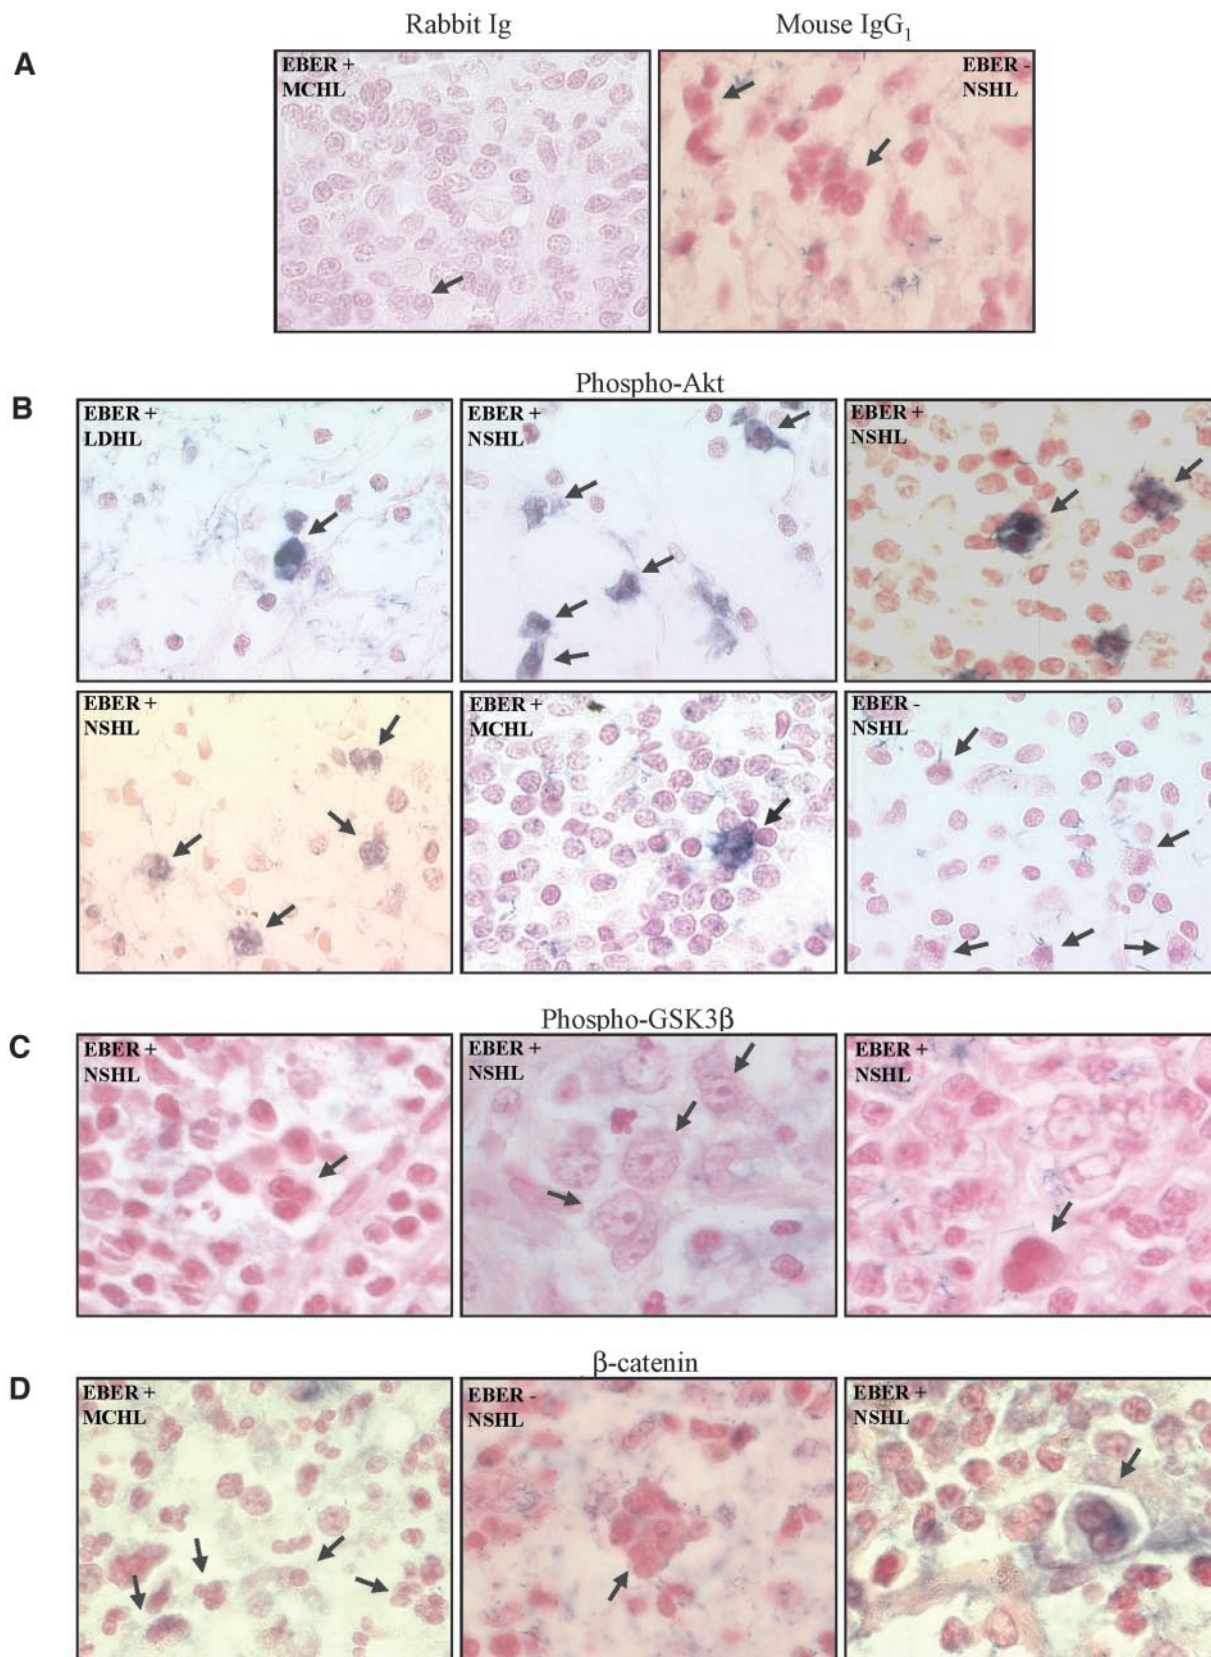 Rabbit Ig
Mouse IgG₁
A
EBER +
MCHL
EBER -
NSHL
Phospho-Akt
B
EBER +
LDHL
EBER +
NSHL
EBER +
NSHL
EBER +
NSHL
EBER +
MCHL
EBER -
NSHL
Phospho-GSK3β
C
EBER +
NSHL
EBER +
NSHL
EBER +
NSHL
β-catenin
D
EBER +
MCHL
EBER -
NSHL
EBER +
NSHL